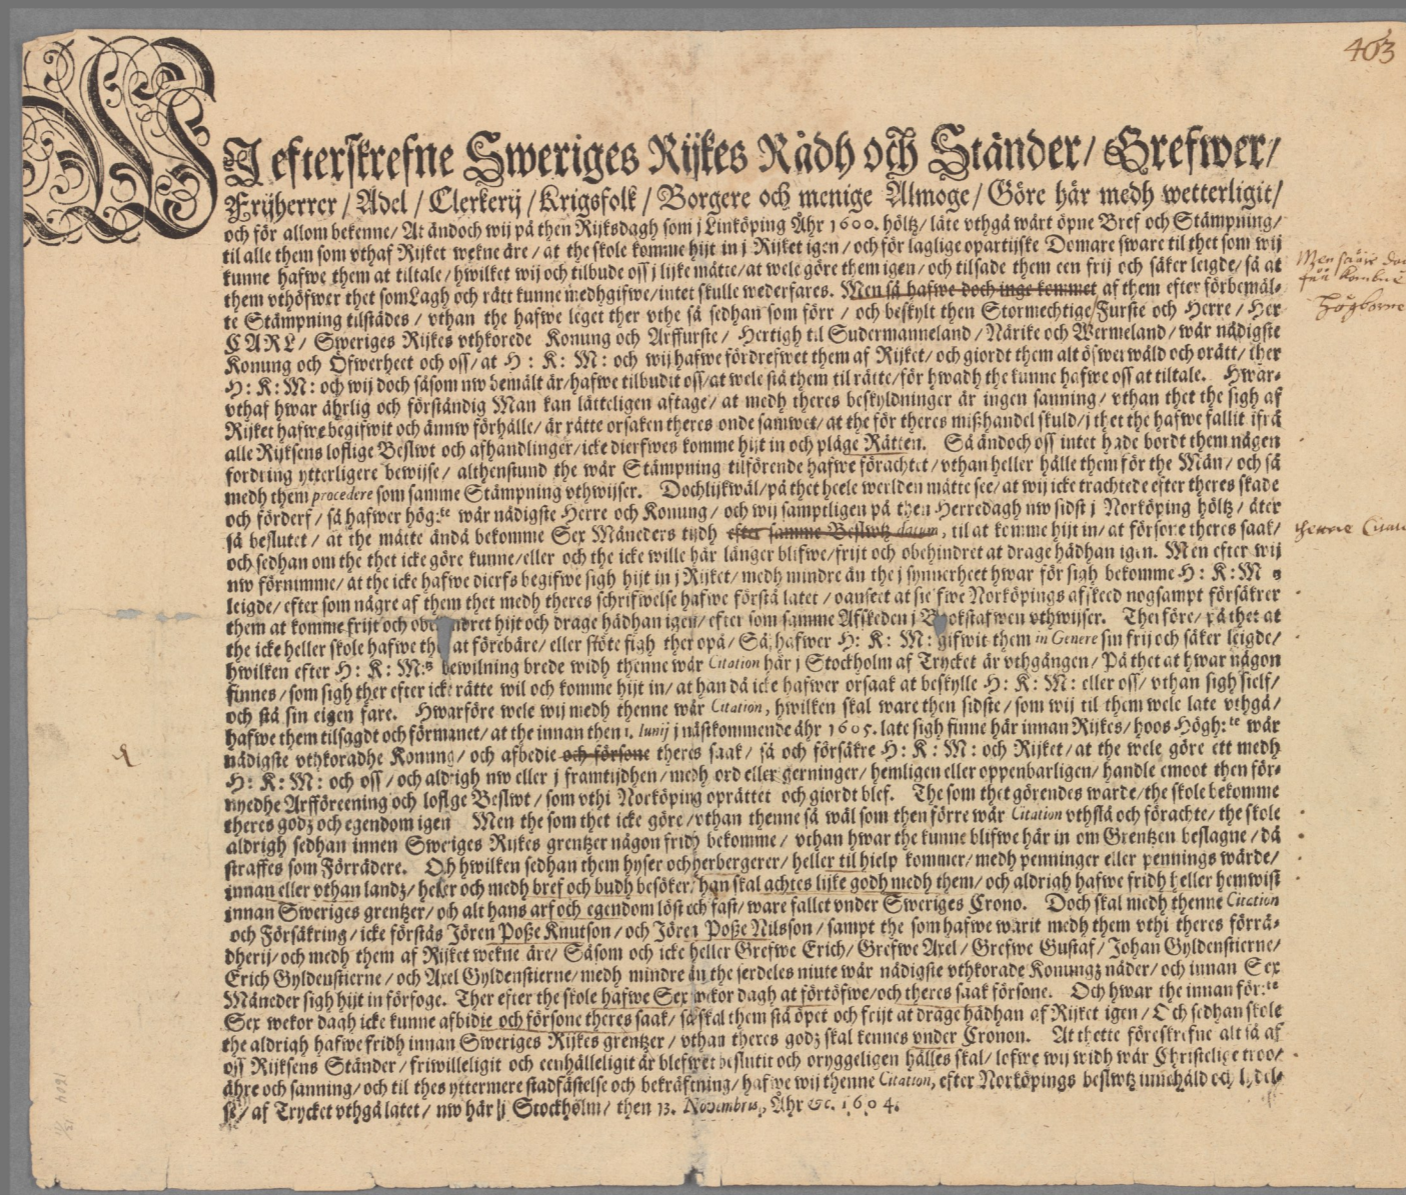 403
WJ efterskrefne Sweriges Rijkes Rådh och Ständer/ Grefwer/
Frijherrer/ Adel/ Clerkerij/ Krigsfolk/ Borgere och menige Almoge/ Göre här medh wetterligit/
och för allom bekenne/ At ändoch wij på then Rijksdagh som j Linköping Åhr 1600. höltz/ läte vthgå wårt öpne Bref och Stämpning/
til alle them som vthaf Rijket wekne äre/ at the skole komme hijt in j Rijket igen/ och för laglige opartijske Domare sware til thet som wij
kunne hafwe them at tiltale/ hwilket wij och tilbude oss j lijke måtte/ at wele göre them igen/ och tilsade them een frij och säker leigde/ så at
them vthöfwer thet som Lagh och rätt kunne medhgifwe/ intet skulle wederfares. Men så hafwe doch inge kommet af them efter förbemäl-
te Stämpning tilstädes/ vthan the hafwe leget ther vthe så sedhan som förr/ och beskylt then Stormechtige Furste och Herre/ Her
CARL/ Sweriges Rijkes vthkorede Konung och Arffurste/ Hertigh til Sudermanneland/ Närike och Wermeland/ wår nådigste
Konung och Öfwerheet och oss/ at H: K: M: och wij hafwe fördrefwet them af Rijket/ och giordt them alt öfwerwåld och orätt/ ther
H: K: M: och wij doch såsom nw bemält är/ hafwe tilbudit oss/ at wele stå them til rätte/ för hwadh the kunne hafwe oss at tiltale. Hwar-
vthaf hwar ährlig och förståndig Man kan lätteligen aftage/ at medh theres beskyldninger är ingen sanning/ vthan thet the sigh af
Rijket hafwe begifwit och ännw förhålle/ är rätte orsaken theres onde samwet/ at the för theres mißhandel skuld/ j thet the hafwe fallit ifrå
alle Rijksens loflige Beslwt och afhandlinger/ icke dierfwes komme hijt in och pläge Rätten. Så ändoch oss intet hade bordt them någen
fordring ytterligere bewijse/ althenstund the wår Stämpning tilförende hafwe förachtet/ vthan heller hålle them för the Män/ och så
medh them procedere som samme Stämpning vthwijser. Dochlijkwäl/ på thet heele werlden måtte see/ at wij icke trachtede efter theres skade
och förderf/ så hafwer hög:te wår nådigste Herre och Konung/ och wij samptligen på then Herredagh nw sidst j Norköping höltz/ åter
så beslutet/ at the måtte ändå bekomme Sex Måneders tijdh efter samme Beslwtz datum, til at komme hijt in/ at försone theres saak/
och sedhan om the thet icke göre kunne/ eller och the icke wille här länger blifwe/ frijt och obehindret at drage hädhan igen. Men efter wij
nw förnimme/ at the icke hafwe dierfs begifwe sigh hijt in j Rijket/ medh mindre än the j synnerheet hwar för sigh bekomme H: K: M:s
leigde/ efter som någre af them thet medh theres schrifwelse hafwe förstå latet/ oansect at Norköpings afskeed nogsampt försäkrer
them at komme frijt och hijt och drage hädhan igen/ efter som samme Afskeden j Bokstafwen vthwijser. Therföre/ på thet at
the icke heller skole hafwe at förebäre/ eller stöte sigh theropå/ Så hafwer H: K: M: gifwit them in Genere sin frij och säker leigde/
hwilken efter H: K: M:s bewilning brede widh thenne wår Citation här j Stockholm af Trycket är vthgången/ På thet at hwar någon
finnes/ som sigh ther efter icke rätte wil och komme hijt in/ at han då icke hafwer orsaak at beskylle H: K: M: eller oss/ vthan sigh sielf/
och stå sin eigen fare. Hwarföre wele wij medh thenne wår Citation, hwilken skal ware then sidste/ som wij til them wele late vthgå/
hafwe them tilsagdt och förmanet/ at the innan then 1. Iunij j nästkommende åhr 1605. late sigh finne här innan Rijkes/ hoos Högh:te wår
nådigste vthkoradhe Konung/ och afbedie och försone theres saak/ så och försäkre H: K: M: och Rijket/ at the wele göre ett medh
H: K: M: och oss/ och aldrigh nw eller j framtijdhen/ medh ord eller gerninger/ hemligen eller oppenbarligen/ handle emoot then för-
nyedhe Arfföreening och loflge Beslwt/ som vthi Norköping oprättet och giordt blef. The som thet görendes warde/ the skole bekomme
theres godz och egendom igen Men the som thet icke göre/ vthan thenne så wäl som then förre wår Citation vthslå och förachte/ the skole
aldrigh sedhan innen Sweriges Rijkes grentzer någon fridh bekomme/ vthan hwar the kunne blifwe här in om Grentzen beslagne/ då
straffes som Förrädere. Och hwilken sedhan them hyser och herbergerer/ heller til hielp kommer/ medh penninger eller pennings wärde/
innan eller vthan landz/ heller och medh bref och budh besöker/ han skal achtes lijke godh medh them/ och aldrigh hafwe fridh heller hemwist
innan Sweriges grentzer/ och alt hans arf och egendom löst och fast/ ware fallet vnder Sweriges Crono. Doch skal medh thenne Citation
och Försäkring/ icke förstås Jören Poße Knutson/ och Jören Poße Nilsson/ sampt the som hafwe warit medh them vthi theres förrä-
dherij/ och medh them af Rijket wekne äre/ Såsom och icke heller Grefwe Erich/ Grefwe Axel/ Grefwe Gustaf/ Johan Gyldenstierne/
Erich Gyldenstierne/ och Axel Gyldenstierne/ medh mindre än the serdeles niute wår nådigste vthkorade Konungz nåder/ och innan Sex
Måneder sigh hijt in förfoge. Ther efter the skole hafwe Sex wekor dagh at förtöfwe/ och theres saak försone. Och hwar the innan för:te
Sex wekor dagh icke kunne afbidie och försone theres saak/ så skal them stå öpet och frijt at drage hädhan af Rijket igen/ Och sedhan skole
the aldrigh hafwe fridh innan Sweriges Rijkes grentzer/ vthan theres godz skal kennes vnder Cronon. At thette föreskrefne alt så af
oss Rijksens Ständer/ friwilleligit och eenhälleligit är blefwet beslutit och oryggeligen hålles skal/ lofwe wij widh wår Christelige troo/
ähre och sanning/ och til thes yttermere stadfästelse och bekräftning/ hafwe wij thenne Citation, efter Norköpings beslwtz innehåld och lydel-
se/ af Trycket vthgå latet/ nw här j Stockholm/ then 13. Novembris, Åhr &c. 1604.